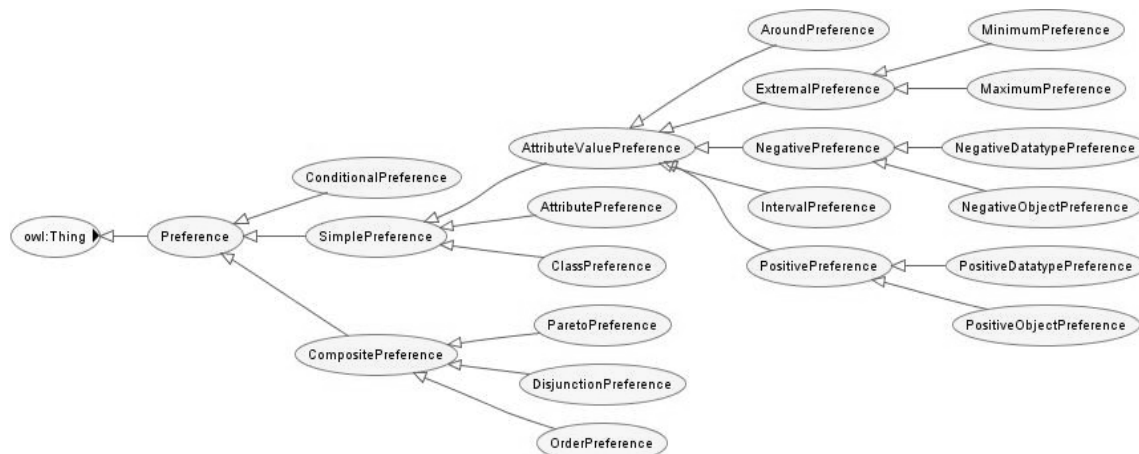 AroundPreference
MinimumPreference
ExtremalPreference
MaximumPreference
AttributeValuePreference
NegativePreference
NegativeDatatypePreference
ConditionalPreference
AttributePreference
IntervalPreference
NegativeObjectPreference
owl:Thing
Preference
SimplePreference
ClassPreference
PositivePreference
PositiveDatatypePreference
ParetoPreference
PositiveObjectPreference
CompositePreference
DisjunctionPreference
OrderPreference